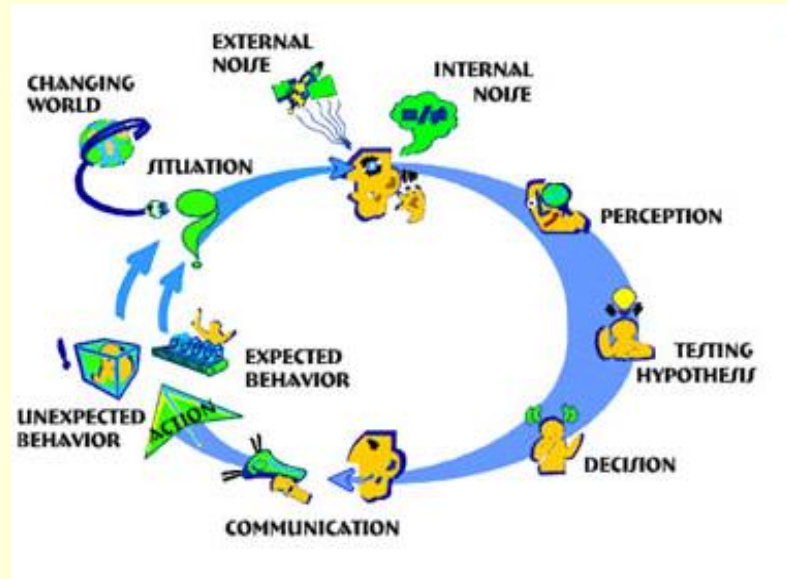 EXTERNAL
NOISE
INTERNAL
NOISE
CHANGING
WORLD
SITUATION
PERCEPTION
TESTING
HYPOTHESIS
EXPECTED
BEHAVIOR
UNEXPECTED
BEHAVIOR
ACTION
DECISION
COMMUNICATION